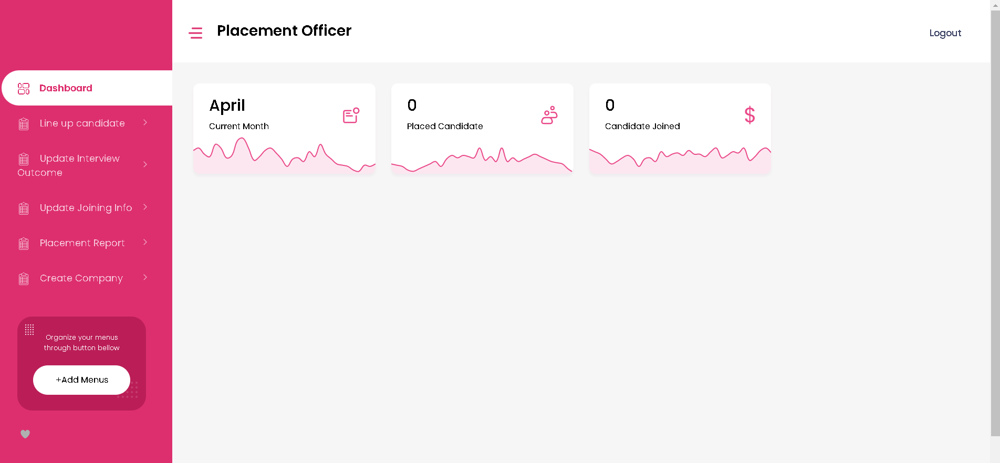 Placement Officer
Logout
Dashboard
Line up candidate
Update Interview
Outcome
Update Joining Info
Placement Report
Create Company
Organize your menus
through button bellow
+Add Menus
April
Current Month
0
Placed Candidate
0
Candidate Joined